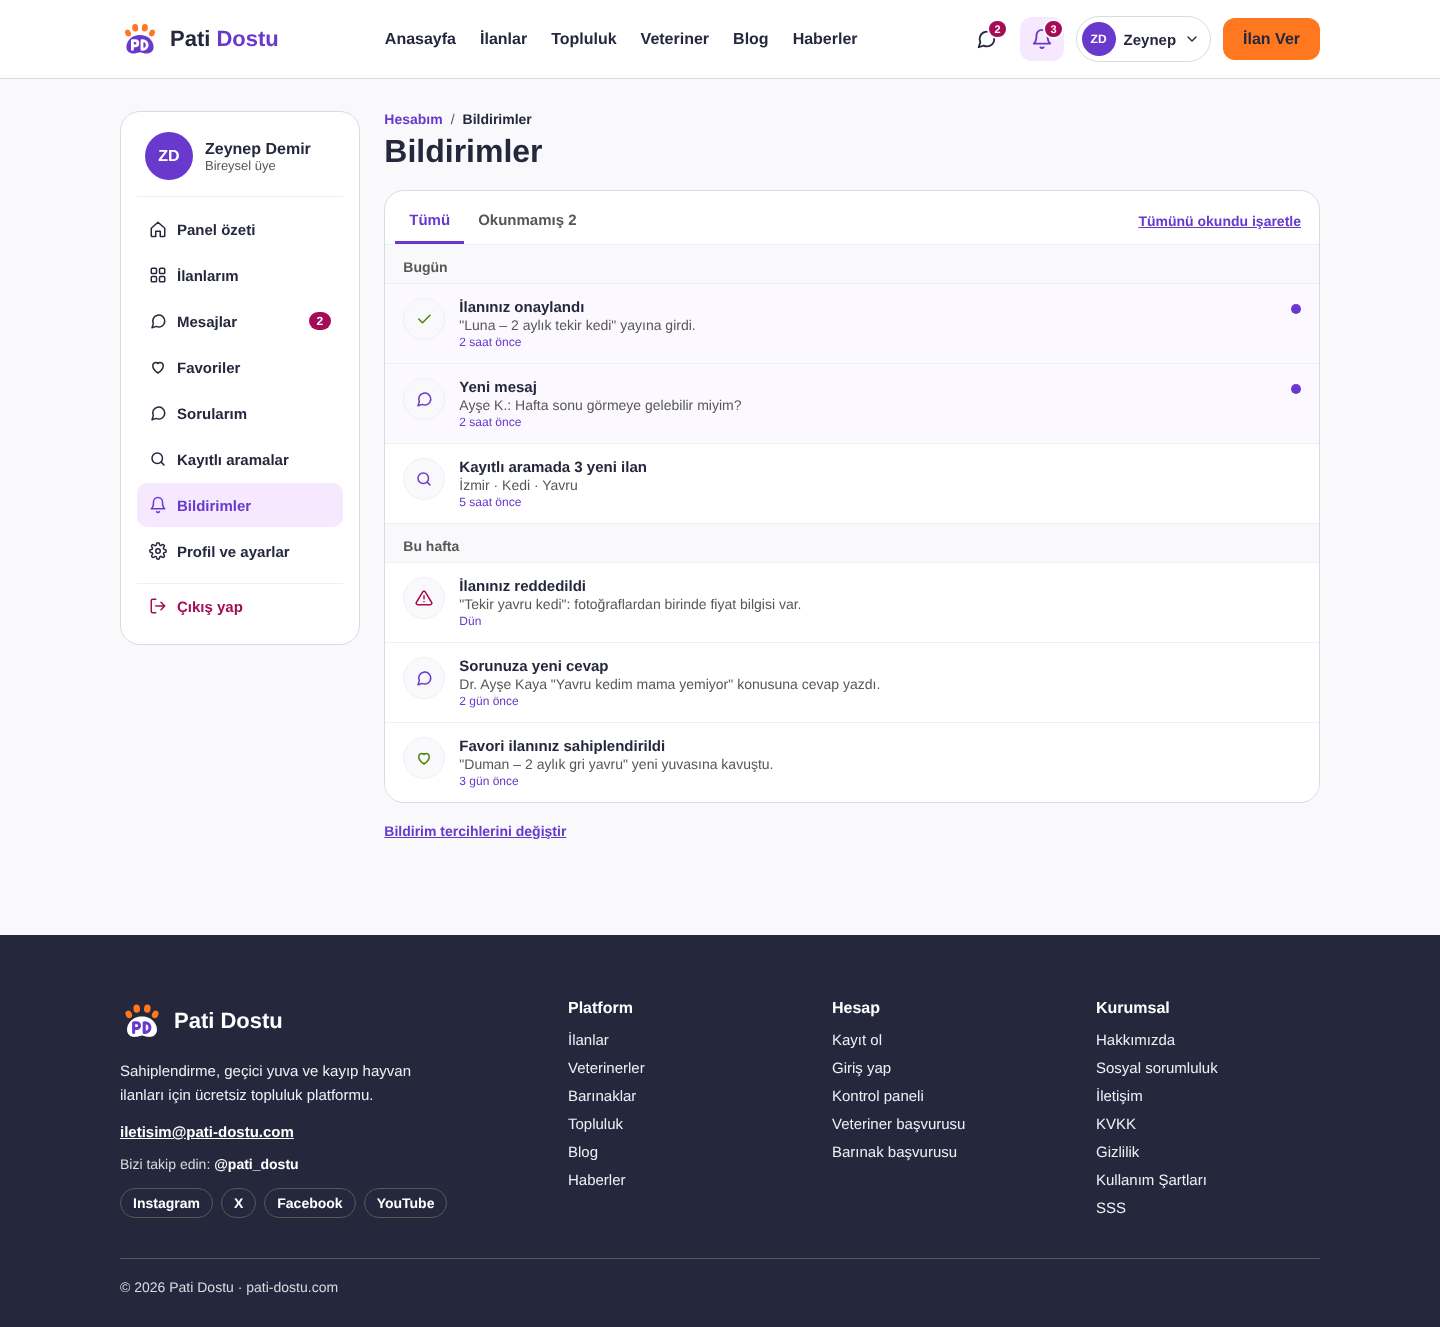 PD
Pati Dostu
Anasayfa
İlanlar
Topluluk
Veteriner
Blog
Haberler
2
3
ZD
Zeynep
İlan Ver
ZD
Zeynep Demir
Bireysel üye
Panel özeti
İlanlarım
Mesajlar
2
Favoriler
Sorularım
Kayıtlı aramalar
Bildirimler
Profil ve ayarlar
Çıkış yap
Hesabım / Bildirimler
Bildirimler
Tümü
Okunmamış 2
Tümünü okundu işaretle
Bugün
İlanınız onaylandı
"Luna – 2 aylık tekir kedi" yayına girdi.
2 saat önce
Yeni mesaj
Ayşe K.: Hafta sonu görmeye gelebilir miyim?
2 saat önce
Kayıtlı aramada 3 yeni ilan
İzmir · Kedi · Yavru
5 saat önce
Bu hafta
İlanınız reddedildi
"Tekir yavru kedi": fotoğraflardan birinde fiyat bilgisi var.
Dün
Sorunuza yeni cevap
Dr. Ayşe Kaya "Yavru kedim mama yemiyor" konusuna cevap yazdı.
2 gün önce
Favori ilanınız sahiplendirildi
"Duman – 2 aylık gri yavru" yeni yuvasına kavuştu.
3 gün önce
Bildirim tercihlerini değiştir
PD
Pati Dostu
Sahiplendirme, geçici yuva ve kayıp hayvan
ilanları için ücretsiz topluluk platformu.
iletisim@pati-dostu.com
Bizi takip edin: @pati_dostu
Instagram
X
Facebook
YouTube
Platform
İlanlar
Veterinerler
Barınaklar
Topluluk
Blog
Haberler
Hesap
Kayıt ol
Giriş yap
Kontrol paneli
Veteriner başvurusu
Barınak başvurusu
Kurumsal
Hakkımızda
Sosyal sorumluluk
İletişim
KVKK
Gizlilik
Kullanım Şartları
SSS
© 2026 Pati Dostu · pati-dostu.com